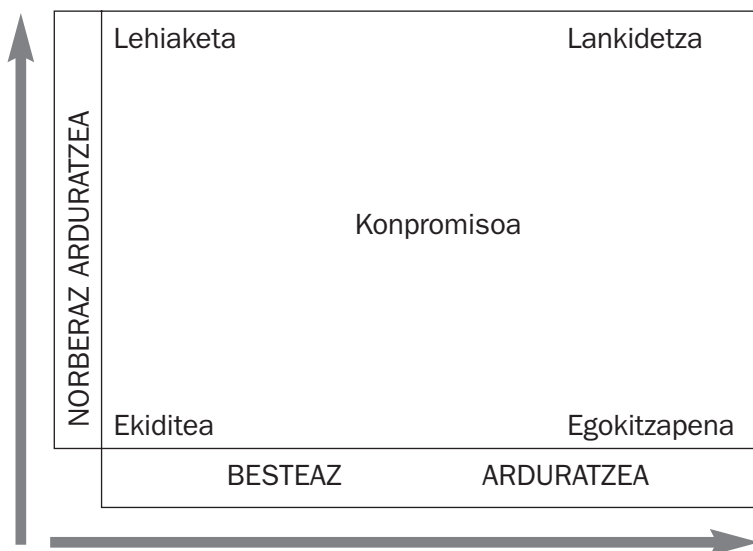 Lehiaketa Lankidetza
NORBERAZ ARDURATZEA
Konpromisoa
Ekiditea Egokitzapena
BESTEAZ ARDURATZEA